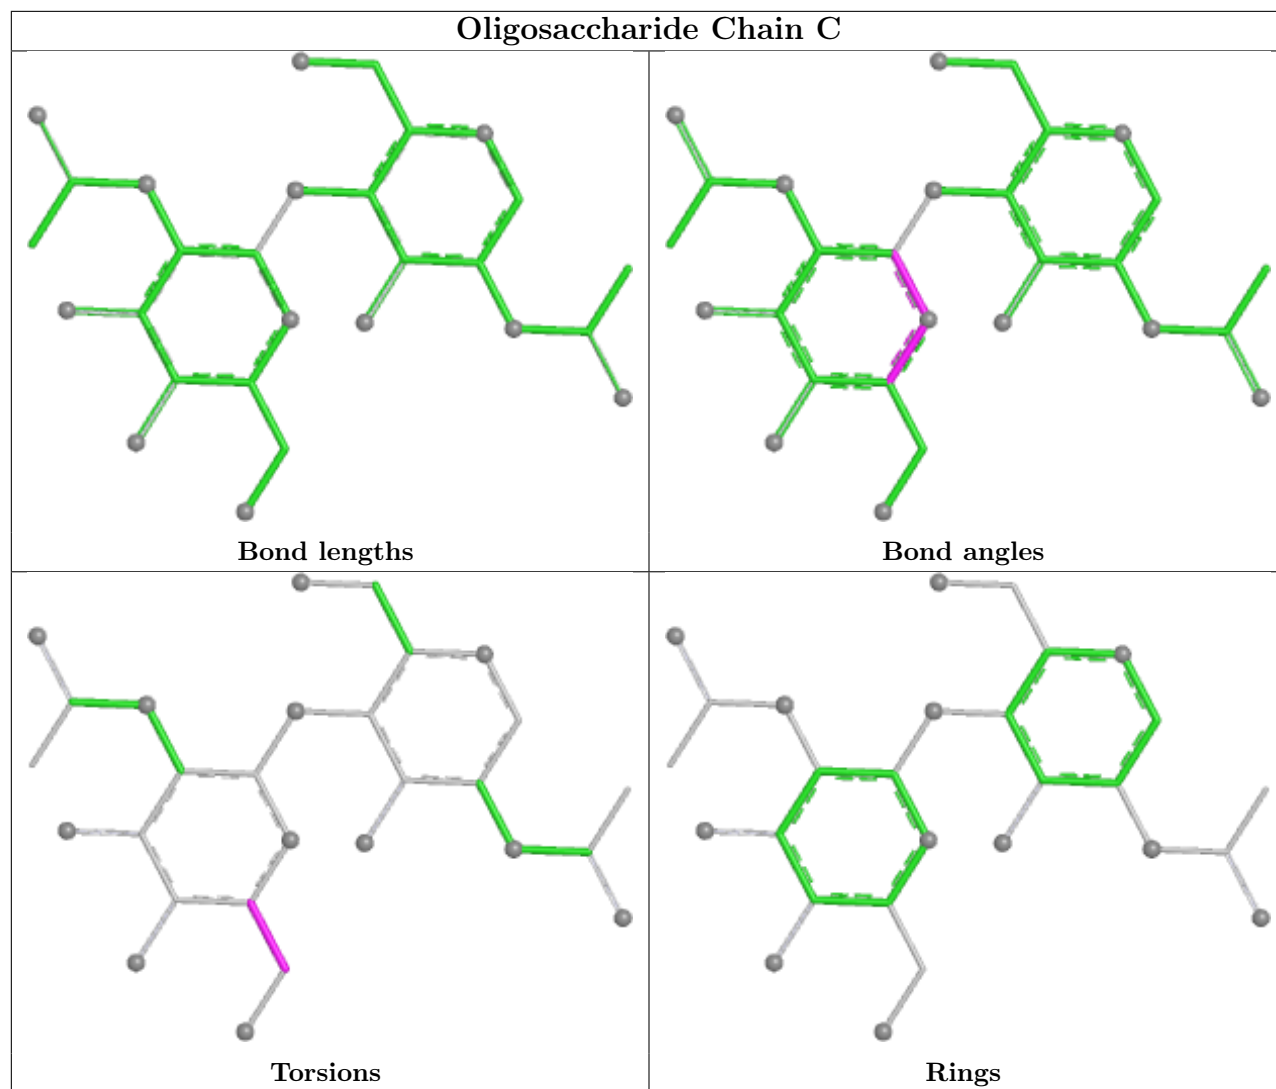 Oligosaccharide Chain C
Bond lengths
Bond angles
Torsions
Rings